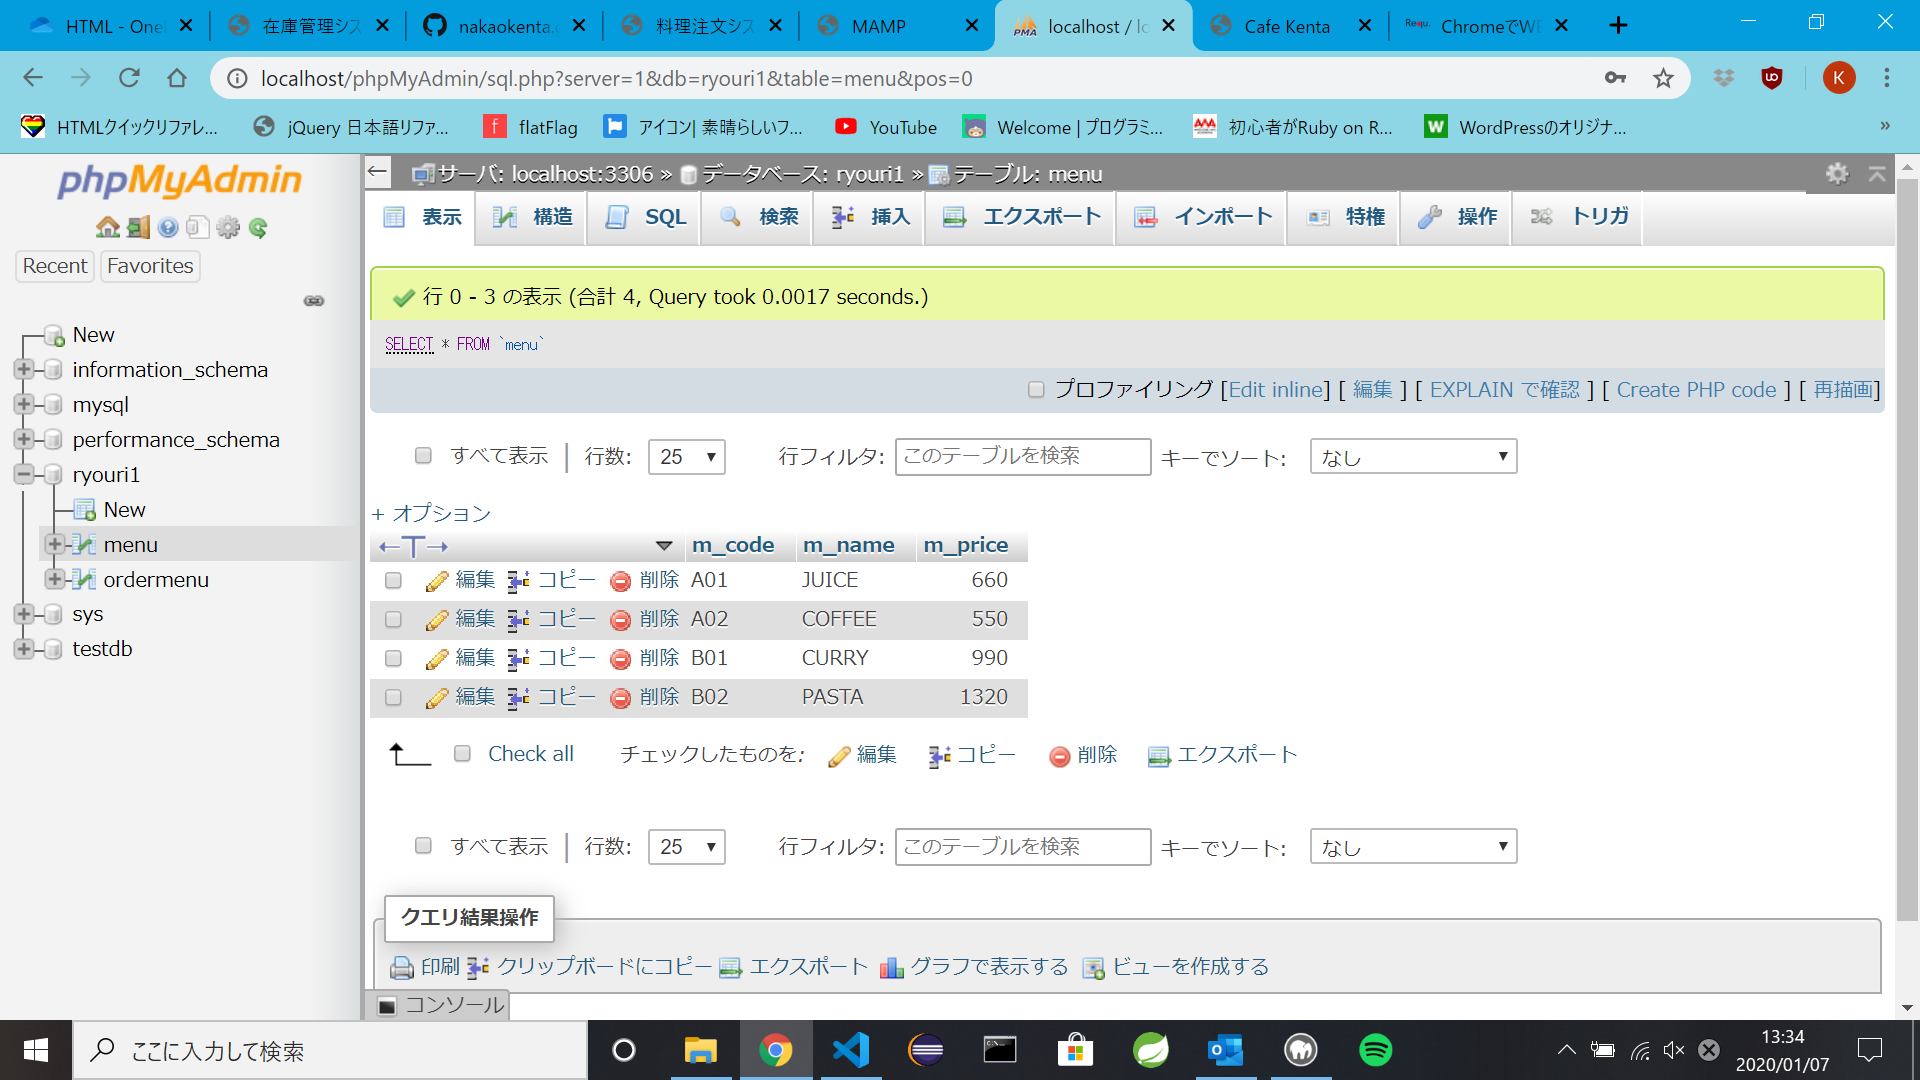 HTML - One
在庫管理シス
nakaokenta.g
料理注文シス
MAMP
localhost / lo
Cafe Kenta
ChromeでWE
localhost/phpMyAdmin/sql.php?server=1&db=ryouri1&table=menu&pos=0
K
HTMLクイックリファレ...
jQuery 日本語リファ...
flatFlag
アイコン| 素晴らしいフ...
YouTube
Welcome | プログラミ...
初心者がRuby on R...
WordPressのオリジナ...
»
phpMyAdmin
Recent
Favorites
New
information_schema
mysql
performance_schema
ryouri1
New
menu
ordermenu
sys
testdb
サーバ: localhost:3306 » データベース: ryouri1 » テーブル: menu
表示 構造 SQL 検索 挿入 エクスポート インポート 特権 操作 トリガ
行 0 - 3 の表示 (合計 4, Query took 0.0017 seconds.)
SELECT * FROM `menu`
プロファイリング [Edit inline] [ 編集 ] [ EXPLAIN で確認 ] [ Create PHP code ] [ 再描画]
すべて表示 | 行数: 25 行フィルタ: このテーブルを検索 キーでソート: なし
+ オプション
←T→ m_code m_name m_price
編集 コピー 削除 A01 JUICE 660
編集 コピー 削除 A02 COFFEE 550
編集 コピー 削除 B01 CURRY 990
編集 コピー 削除 B02 PASTA 1320
Check all チェックしたものを: 編集 コピー 削除 エクスポート
すべて表示 | 行数: 25 行フィルタ: このテーブルを検索 キーでソート: なし
クエリ結果操作
印刷 クリップボードにコピー エクスポート グラフで表示する ビューを作成する
コンソール
ここに入力して検索
13:34
2020/01/07